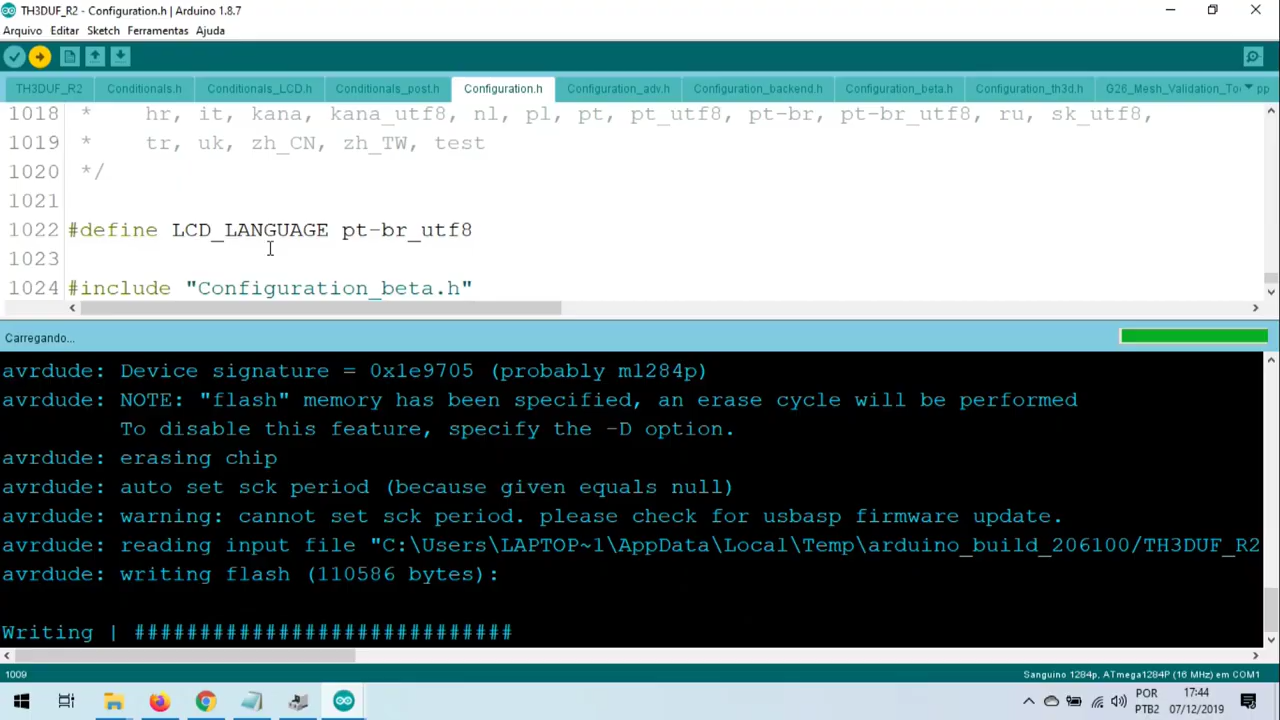 TH3DUF_R2 - Configuration.h | Arduino 1.8.7
Arquivo Editar Sketch Ferramentas Ajuda
TH3DUF_R2 Conditionals.h Conditionals_LCD.h Conditionals_post.h Configuration.h Configuration_adv.h Configuration_backend.h Configuration_beta.h Configuration_th3d.h G26_Mesh_Validation_To pp
1018 * hr, it, kana, kana_utf8, nl, pl, pt, pt_utf8, pt-br, pt-br_utf8, ru, sk_utf8,
1019 * tr, uk, zh_CN, zh_TW, test
1020 */
1021
1022 #define LCD_LANGUAGE pt-br_utf8
1023
1024 #include "Configuration_beta.h"
Carregando...
avrdude: Device signature = 0x1e9705 (probably m1284p)
avrdude: NOTE: "flash" memory has been specified, an erase cycle will be performed
To disable this feature, specify the -D option.
avrdude: erasing chip
avrdude: auto set sck period (because given equals null)
avrdude: warning: cannot set sck period. please check for usbasp firmware update.
avrdude: reading input file "C:\Users\LAPTOP~1\AppData\Local\Temp\arduino_build_206100/TH3DUF_R2
avrdude: writing flash (110586 bytes):
Writing | #############################
1009 Sanguino 1284p, ATmega1284P (16 MHz) em COM1
POR 17:44
PTB2 07/12/2019